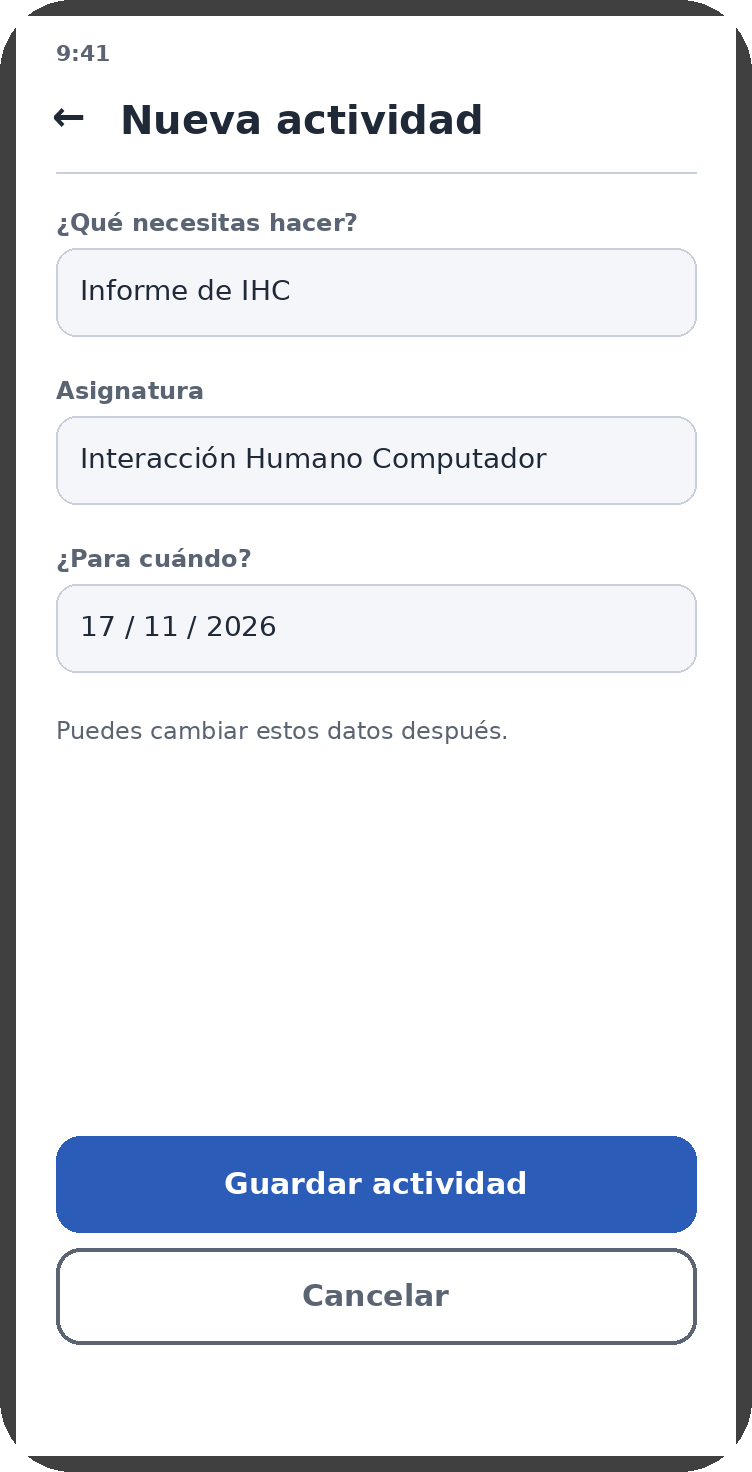 9:41
← Nueva actividad
¿Qué necesitas hacer?
Informe de IHC
Asignatura
Interacción Humano Computador
¿Para cuándo?
17 / 11 / 2026
Puedes cambiar estos datos después.
Guardar actividad
Cancelar